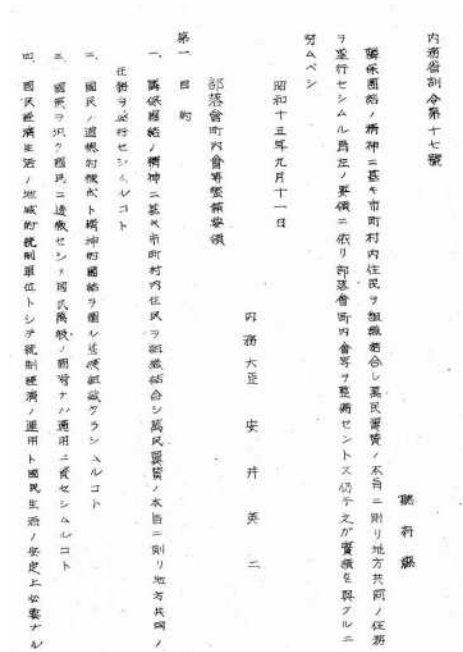 内務省訓令第十七號
廳府縣
隣保團結ノ精神ニ基キ市町村内住民ヲ組織結合シ萬民翼贊ノ本旨ニ則リ地方共同ノ任務
ヲ遂行セシムル爲左ノ要領ニ依リ部落會町内會等ヲ整備セントス仍テ之ガ實績ヲ擧グルニ
努ムベシ
昭和十五年九月十一日
内務大臣 安井英二
部落會町内會等整備要領
第一 目的
一、隣保團結ノ精神ニ基キ市町村内住民ヲ組織結合シ萬民翼贊ノ本旨ニ則リ地方共同ノ
任務ヲ遂行セシムルコト
二、國民ノ道徳的錬成ト精神的團結ヲ圖ル基礎組織タラシムルコト
三、國策ヲ汎ク國民ニ透徹セシメ國政萬般ノ圓滑ナル運用ニ資セシムルコト
四、國民經濟生活ノ地域的統制單位トシテ統制經濟ノ運用ト國民生活ノ安定上必要ナル